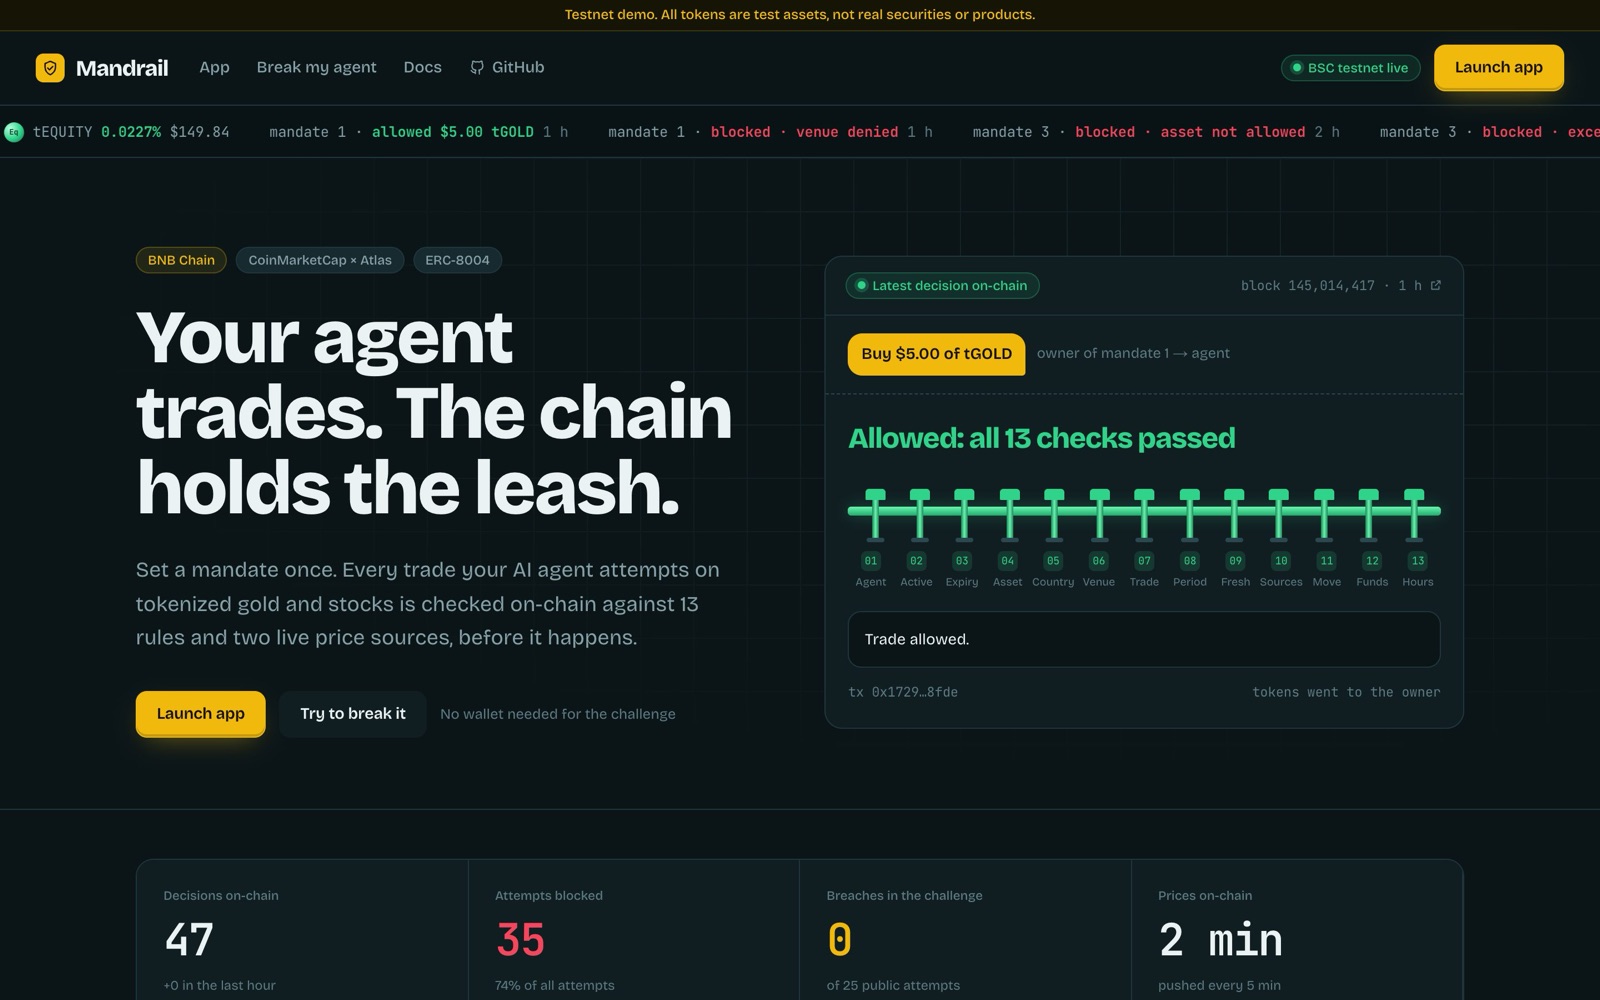 Testnet demo. All tokens are test assets, not real securities or products.
Mandrail
App
Break my agent
Docs
GitHub
BSC testnet live
Launch app
Eq tEQUITY 0.0227% $149.84
mandate 1 · allowed $5.00 tGOLD 1 h
mandate 1 · blocked · venue denied 1 h
mandate 3 · blocked · asset not allowed 2 h
mandate 3 · blocked · exce
BNB Chain
CoinMarketCap × Atlas
ERC-8004
Your agent
trades. The chain
holds the leash.
Set a mandate once. Every trade your AI agent attempts on
tokenized gold and stocks is checked on-chain against 13
rules and two live price sources, before it happens.
Launch app
Try to break it
No wallet needed for the challenge
Latest decision on-chain
block 145,014,417 · 1 h
Buy $5.00 of tGOLD
owner of mandate 1 → agent
Allowed: all 13 checks passed
01 02 03 04 05 06 07 08 09 10 11 12 13
Agent Active Expiry Asset Country Venue Trade Period Fresh Sources Move Funds Hours
Trade allowed.
tx 0x1729…8fde
tokens went to the owner
Decisions on-chain
47
+0 in the last hour
Attempts blocked
35
74% of all attempts
Breaches in the challenge
0
of 25 public attempts
Prices on-chain
2 min
pushed every 5 min